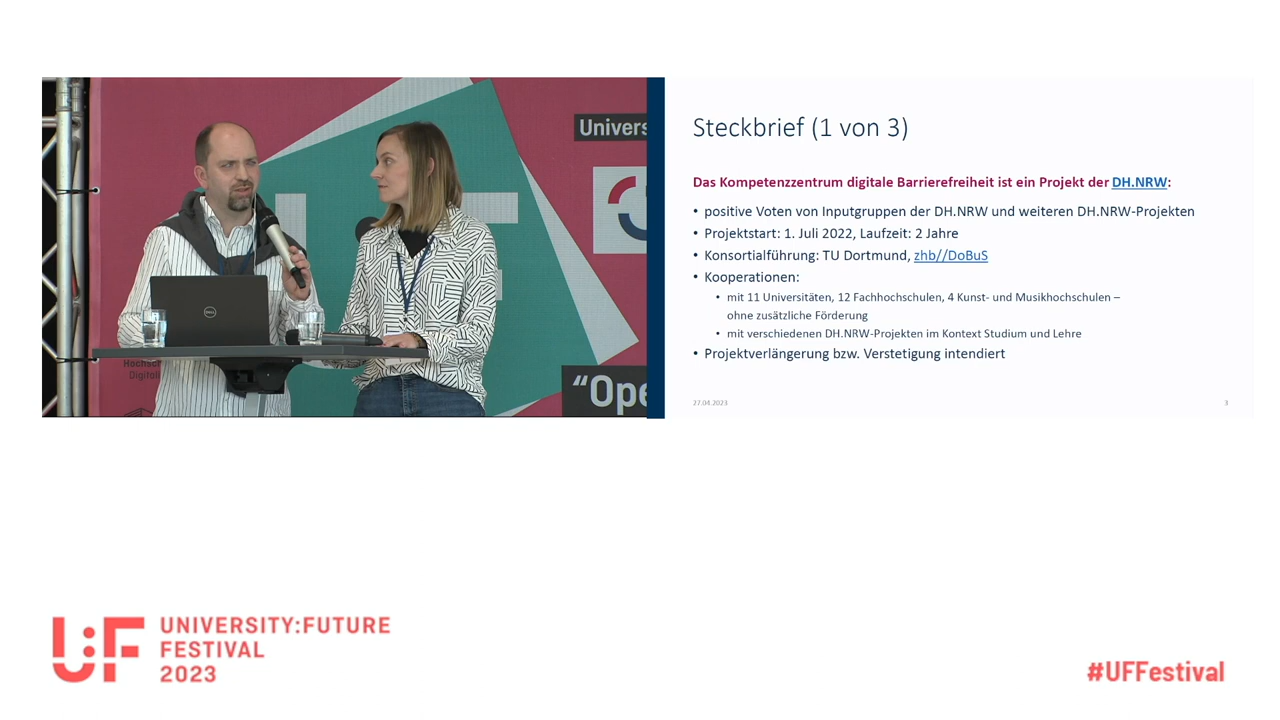 Univers
Hochsch
Digitali
“Ope
DELL
Steckbrief (1 von 3)
Das Kompetenzzentrum digitale Barrierefreiheit ist ein Projekt der DH.NRW:
• positive Voten von Inputgruppen der DH.NRW und weiteren DH.NRW-Projekten
• Projektstart: 1. Juli 2022, Laufzeit: 2 Jahre
• Konsortialführung: TU Dortmund, zhb//DoBuS
• Kooperationen:
• mit 11 Universitäten, 12 Fachhochschulen, 4 Kunst- und Musikhochschulen –
ohne zusätzliche Förderung
• mit verschiedenen DH.NRW-Projekten im Kontext Studium und Lehre
• Projektverlängerung bzw. Verstetigung intendiert
27.04.2023
3
U:F UNIVERSITY:FUTURE
FESTIVAL
2023
#UFFestival